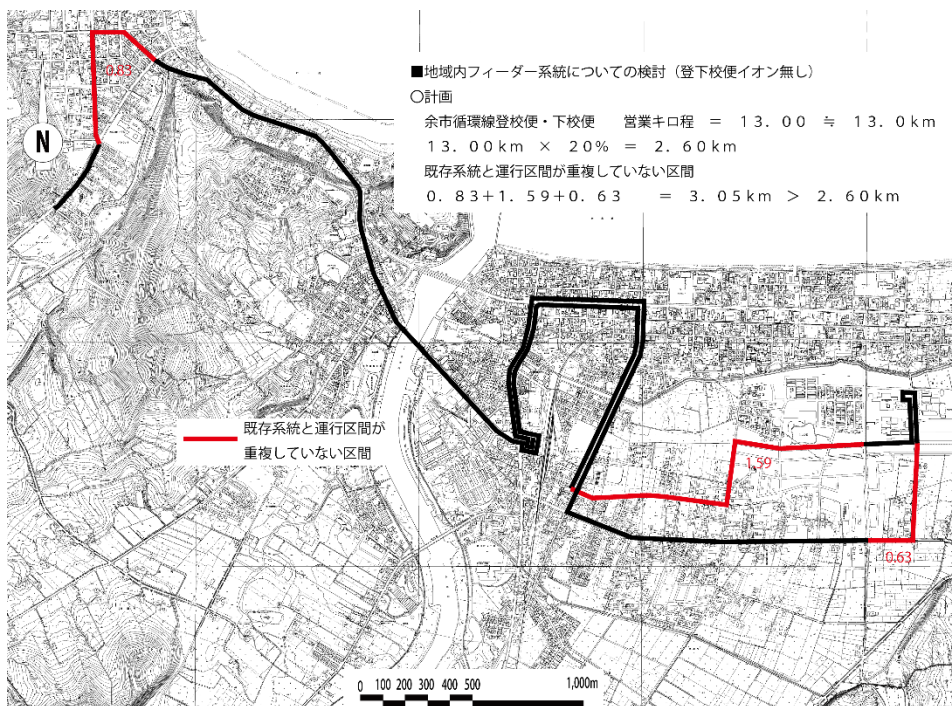 0.83
N
■地域内フィーダー系統についての検討（登下校便イオン無し）
○計画
余市循環線登校便・下校便　営業キロ程　＝　１３．００　≒　１３．０ｋｍ
１３．００ｋｍ　×　２０％　＝　２．６０ｋｍ
既存系統と運行区間が重複していない区間
０．８３＋１．５９＋０．６３　　＝　３．０５ｋｍ　＞　２．６０ｋｍ
既存系統と運行区間が
重複していない区間
1.59
0.63
0 100 200 300 400 500 1,000m